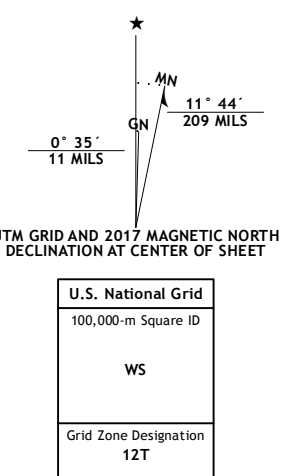 ★
MN
GN
11° 44´
209 MILS
0° 35´
11 MILS
UTM GRID AND 2017 MAGNETIC NORTH
DECLINATION AT CENTER OF SHEET
U.S. National Grid
100,000-m Square ID
WS
Grid Zone Designation
12T